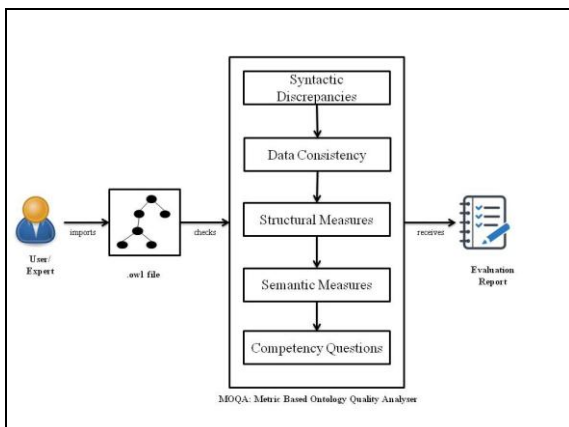 Syntactic
Discrepancies
Data Consistency
Structural Measures
Semantic Measures
Competency Questions
imports
checks
receives
User/
Expert
.owl file
Evaluation
Report
MOQA: Metric Based Ontology Quality Analyser